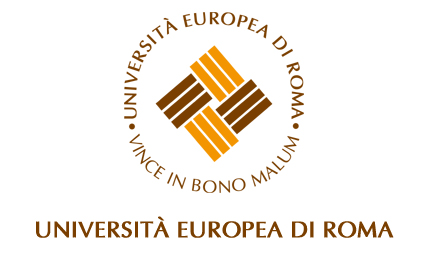 • UNIVERSITÀ EUROPEA DI ROMA •
VINCE IN BONO MALUM
UNIVERSITÀ EUROPEA DI ROMA